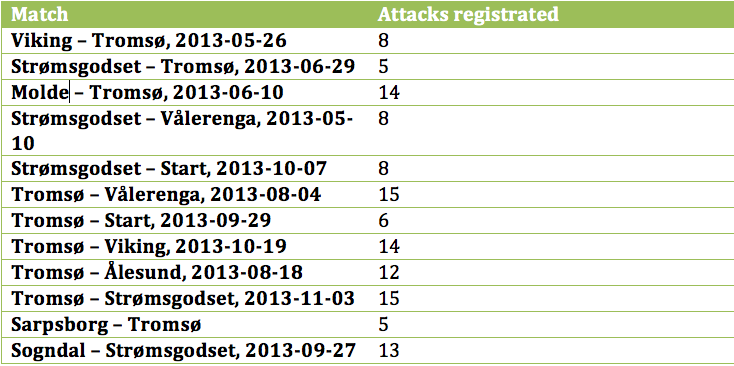 Match Attacks registrated
Viking – Tromsø, 2013-05-26 8
Strømsgodset – Tromsø, 2013-06-29 5
Molde – Tromsø, 2013-06-10 14
Strømsgodset – Vålerenga, 2013-05- 8
10
Strømsgodset – Start, 2013-10-07 8
Tromsø – Vålerenga, 2013-08-04 15
Tromsø – Start, 2013-09-29 6
Tromsø – Viking, 2013-10-19 14
Tromsø – Ålesund, 2013-08-18 12
Tromsø – Strømsgodset, 2013-11-03 15
Sarpsborg – Tromsø 5
Sogndal – Strømsgodset, 2013-09-27 13